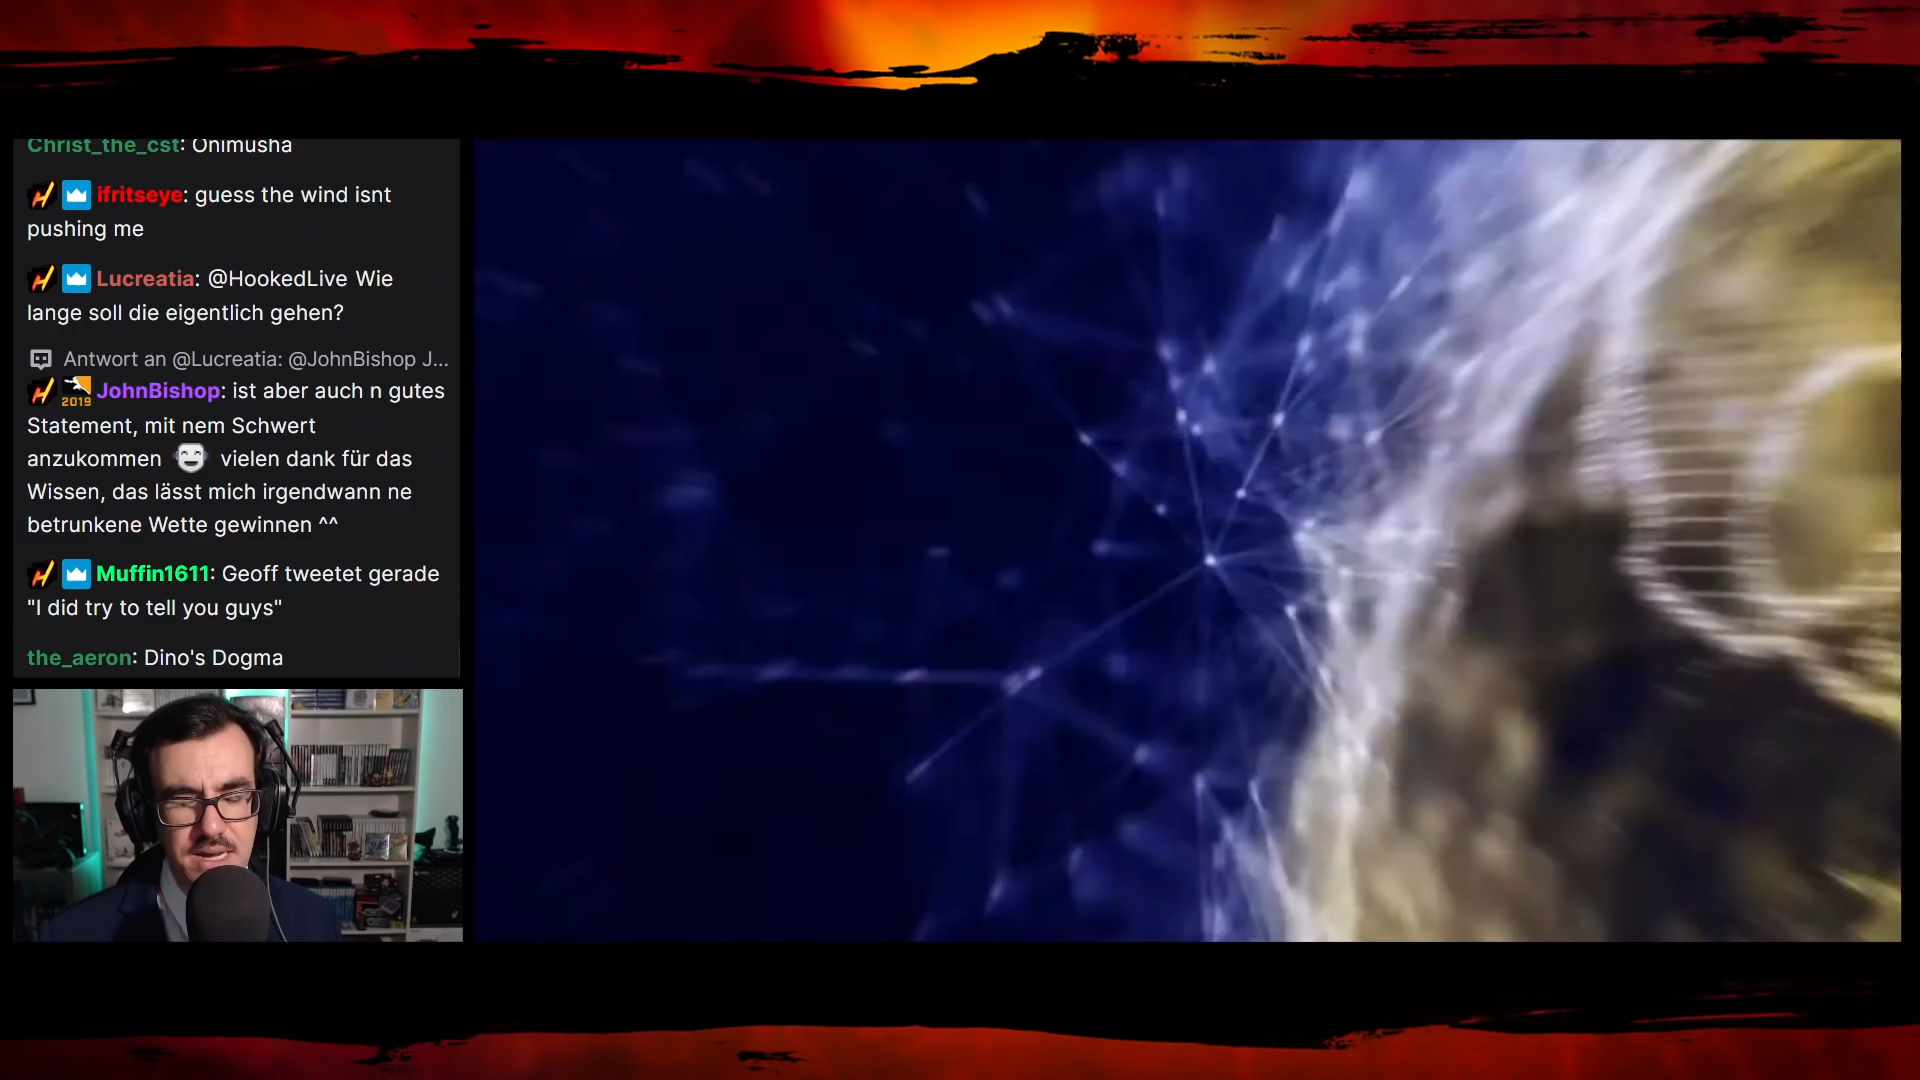 Christ_the_cst: Onimusha
ifritseye: guess the wind isnt
pushing me
Lucreatia: @HookedLive Wie
lange soll die eigentlich gehen?
Antwort an @Lucreatia: @JohnBishop J...
2019 JohnBishop: ist aber auch n gutes
Statement, mit nem Schwert
anzukommen vielen dank für das
Wissen, das lässt mich irgendwann ne
betrunkene Wette gewinnen ^^
Muffin1611: Geoff tweetet gerade
"I did try to tell you guys"
the_aeron: Dino's Dogma